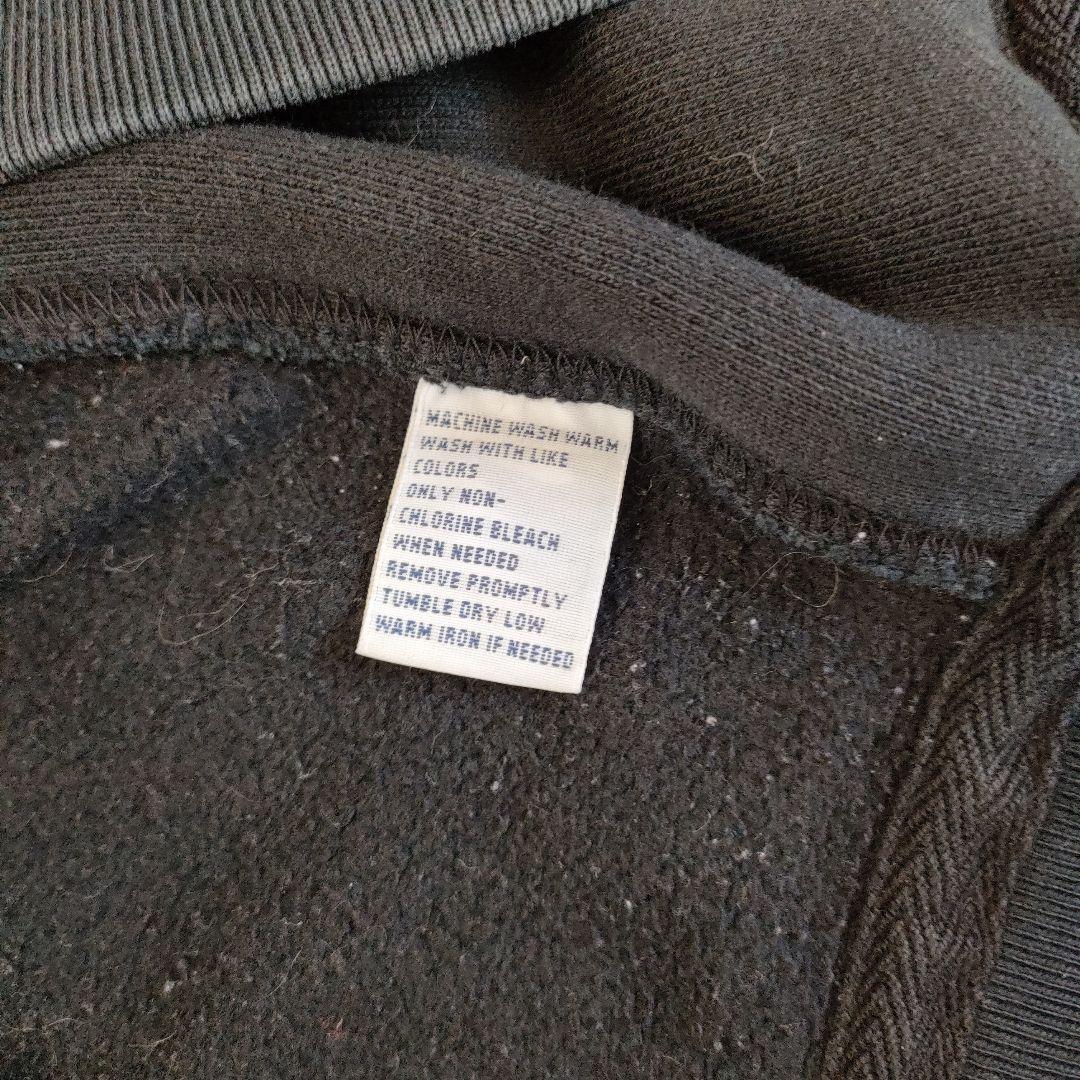 MACHINE WASH WARM
WASH WITH LIKE
COLORS
ONLY NON-
CHLORINE BLEACH
WHEN NEEDED
REMOVE PROMPTLY
TUMBLE DRY LOW
WARM IRON IF NEEDED